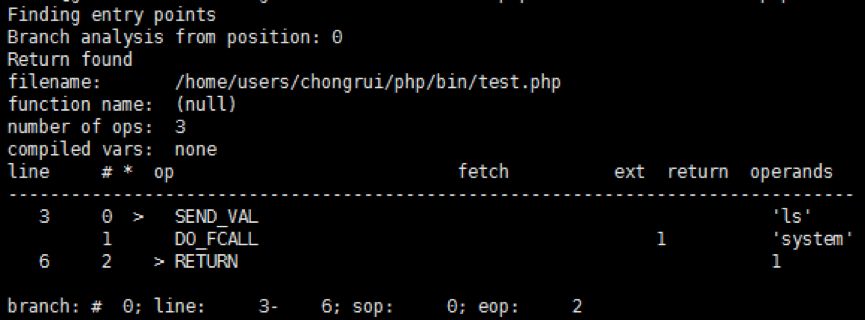 Finding entry points
Branch analysis from position: 0
Return found
filename:       /home/users/chongrui/php/bin/test.php
function name:  (null)
number of ops:  3
compiled vars:  none
line     # *  op                           fetch          ext  return  operands
---------------------------------------------------------------------------------
   3     0  >   SEND_VAL                                                 'ls'
         1      DO_FCALL                                      1          'system'
   6     2    > RETURN                                                   1
branch: #  0; line:     3-    6; sop:     0; eop:     2